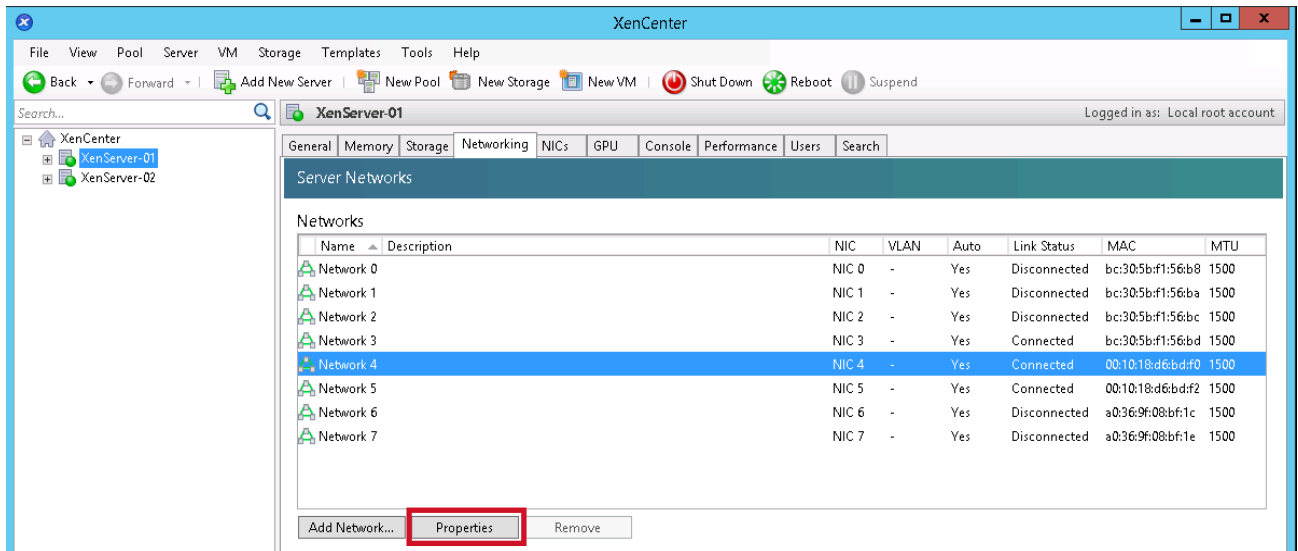 XenCenter
File View Pool Server VM Storage Templates Tools Help
Back Forward Add New Server New Pool New Storage New VM Shut Down Reboot Suspend
Search... XenServer-01 Logged in as: Local root account
XenCenter
XenServer-01
XenServer-02
General Memory Storage Networking NICs GPU Console Performance Users Search
Server Networks
Networks
Name Description NIC VLAN Auto Link Status MAC MTU
Network 0 NIC 0 - Yes Disconnected bc:30:5b:f1:56:b8 1500
Network 1 NIC 1 - Yes Disconnected bc:30:5b:f1:56:ba 1500
Network 2 NIC 2 - Yes Disconnected bc:30:5b:f1:56:bc 1500
Network 3 NIC 3 - Yes Connected bc:30:5b:f1:56:bd 1500
Network 4 NIC 4 - Yes Connected 00:10:18:d6:bd:f0 1500
Network 5 NIC 5 - Yes Connected 00:10:18:d6:bd:f2 1500
Network 6 NIC 6 - Yes Disconnected a0:36:9f:08:bf:1c 1500
Network 7 NIC 7 - Yes Disconnected a0:36:9f:08:bf:1e 1500
Add Network... Properties Remove